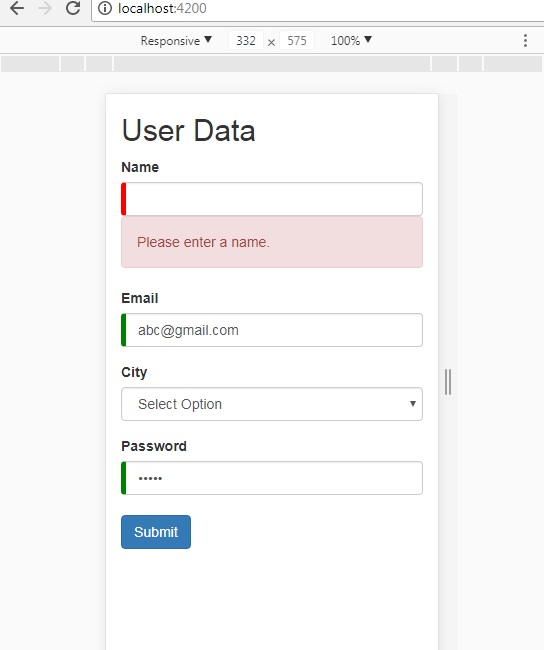 localhost:4200
Responsive ▼ 332 x 575 100% ▼
User Data
Name
Please enter a name.
Email
abc@gmail.com
City
Select Option
Password
•••••
Submit